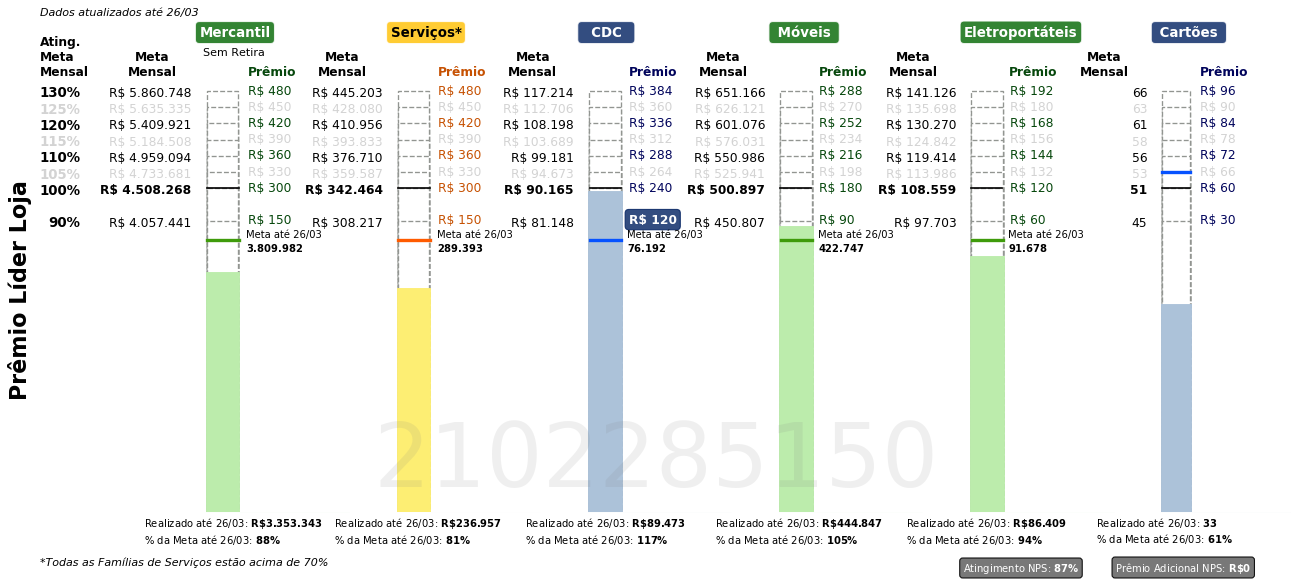 Dados atualizados até 26/03
Mercantil Serviços* CDC Móveis Eletroportáteis Cartões
Sem Retira
Ating. Meta Mensal
Meta Mensal Prêmio Meta Mensal Prêmio Meta Mensal Prêmio Meta Mensal Prêmio Meta Mensal Prêmio Meta Mensal Prêmio
130% R$ 5.860.748 R$ 480 R$ 445.203 R$ 480 R$ 117.214 R$ 384 R$ 651.166 R$ 288 R$ 141.126 R$ 192 66 R$ 96
125% R$ 5.635.335 R$ 450 R$ 428.080 R$ 450 R$ 112.706 R$ 360 R$ 626.121 R$ 270 R$ 135.698 R$ 180 63 R$ 90
120% R$ 5.409.921 R$ 420 R$ 410.956 R$ 420 R$ 108.198 R$ 336 R$ 601.076 R$ 252 R$ 130.270 R$ 168 61 R$ 84
115% R$ 5.184.508 R$ 390 R$ 393.833 R$ 390 R$ 103.689 R$ 312 R$ 576.031 R$ 234 R$ 124.842 R$ 156 58 R$ 78
110% R$ 4.959.094 R$ 360 R$ 376.710 R$ 360 R$ 99.181 R$ 288 R$ 550.986 R$ 216 R$ 119.414 R$ 144 56 R$ 72
105% R$ 4.733.681 R$ 330 R$ 359.587 R$ 330 R$ 94.673 R$ 264 R$ 525.941 R$ 198 R$ 113.986 R$ 132 53 R$ 66
100% R$ 4.508.268 R$ 300 R$ 342.464 R$ 300 R$ 90.165 R$ 240 R$ 500.897 R$ 180 R$ 108.559 R$ 120 51 R$ 60
90% R$ 4.057.441 R$ 150 R$ 308.217 R$ 150 R$ 81.148 R$ 120 R$ 450.807 R$ 90 R$ 97.703 R$ 60 45 R$ 30
Meta até 26/03 Meta até 26/03 Meta até 26/03 Meta até 26/03 Meta até 26/03
3.809.982 289.393 76.192 422.747 91.678
Prêmio Líder Loja
2102285150
Realizado até 26/03: R$3.353.343 Realizado até 26/03: R$236.957 Realizado até 26/03: R$89.473 Realizado até 26/03: R$444.847 Realizado até 26/03: R$86.409 Realizado até 26/03: 33
% da Meta até 26/03: 88% % da Meta até 26/03: 81% % da Meta até 26/03: 117% % da Meta até 26/03: 105% % da Meta até 26/03: 94% % da Meta até 26/03: 61%
*Todas as Famílias de Serviços estão acima de 70%
Atingimento NPS: 87% Prêmio Adicional NPS: R$0